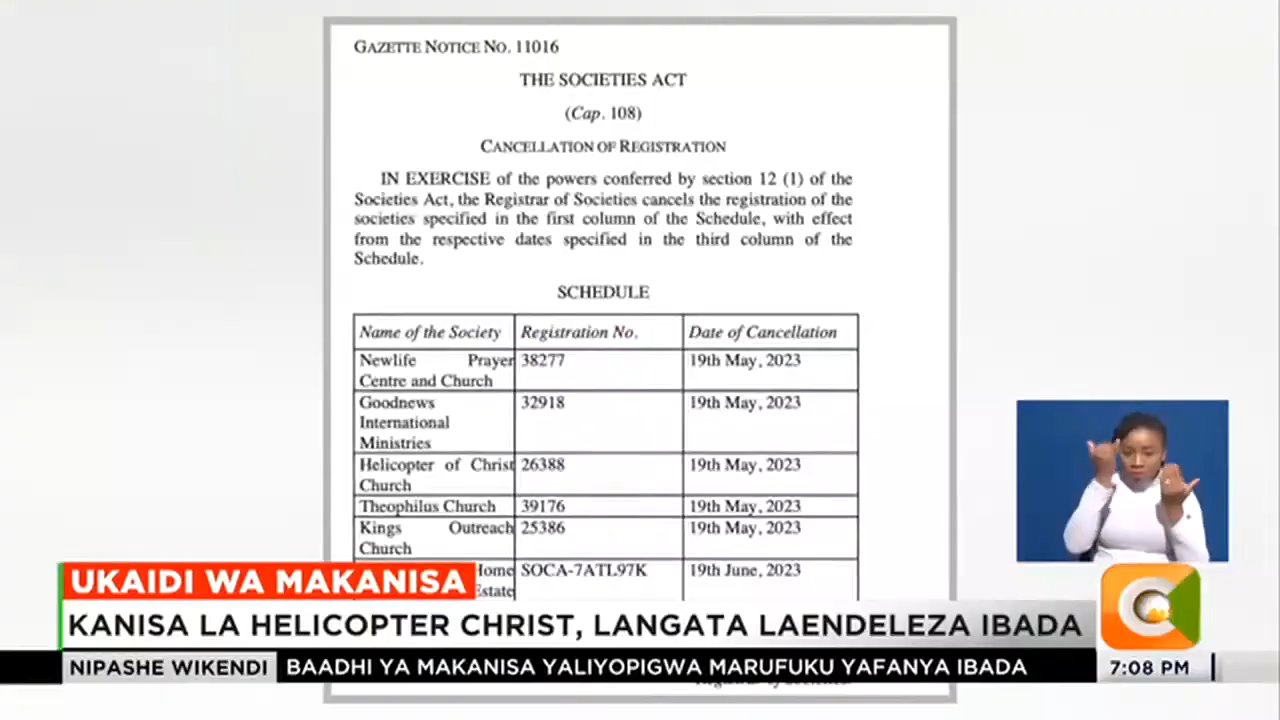 GAZETTE NOTICE NO. 11016
THE SOCIETIES ACT
(Cap. 108)
CANCELLATION OF REGISTRATION
IN EXERCISE of the powers conferred by section 12 (1) of the
Societies Act, the Registrar of Societies cancels the registration of the
societies specified in the first column of the Schedule, with effect
from the respective dates specified in the third column of the
Schedule.
SCHEDULE
Name of the Society Registration No. Date of Cancellation
Newlife Prayer 38277 19th May, 2023
Centre and Church
Goodnews 32918 19th May, 2023
International
Ministries
Helicopter of Christ 26388 19th May, 2023
Church
Theophilus Church 39176 19th May, 2023
Kings Outreach 25386 19th May, 2023
Church
Home SOCA-7ATL97K 19th June, 2023
Estate
UKAIDI WA MAKANISA
KANISA LA HELICOPTER CHRIST, LANGATA LAENDELEZA IBADA
NIPASHE WIKENDI BAADHI YA MAKANISA YALIYOPIGWA MARUFUKU YAFANYA IBADA
7:08 PM